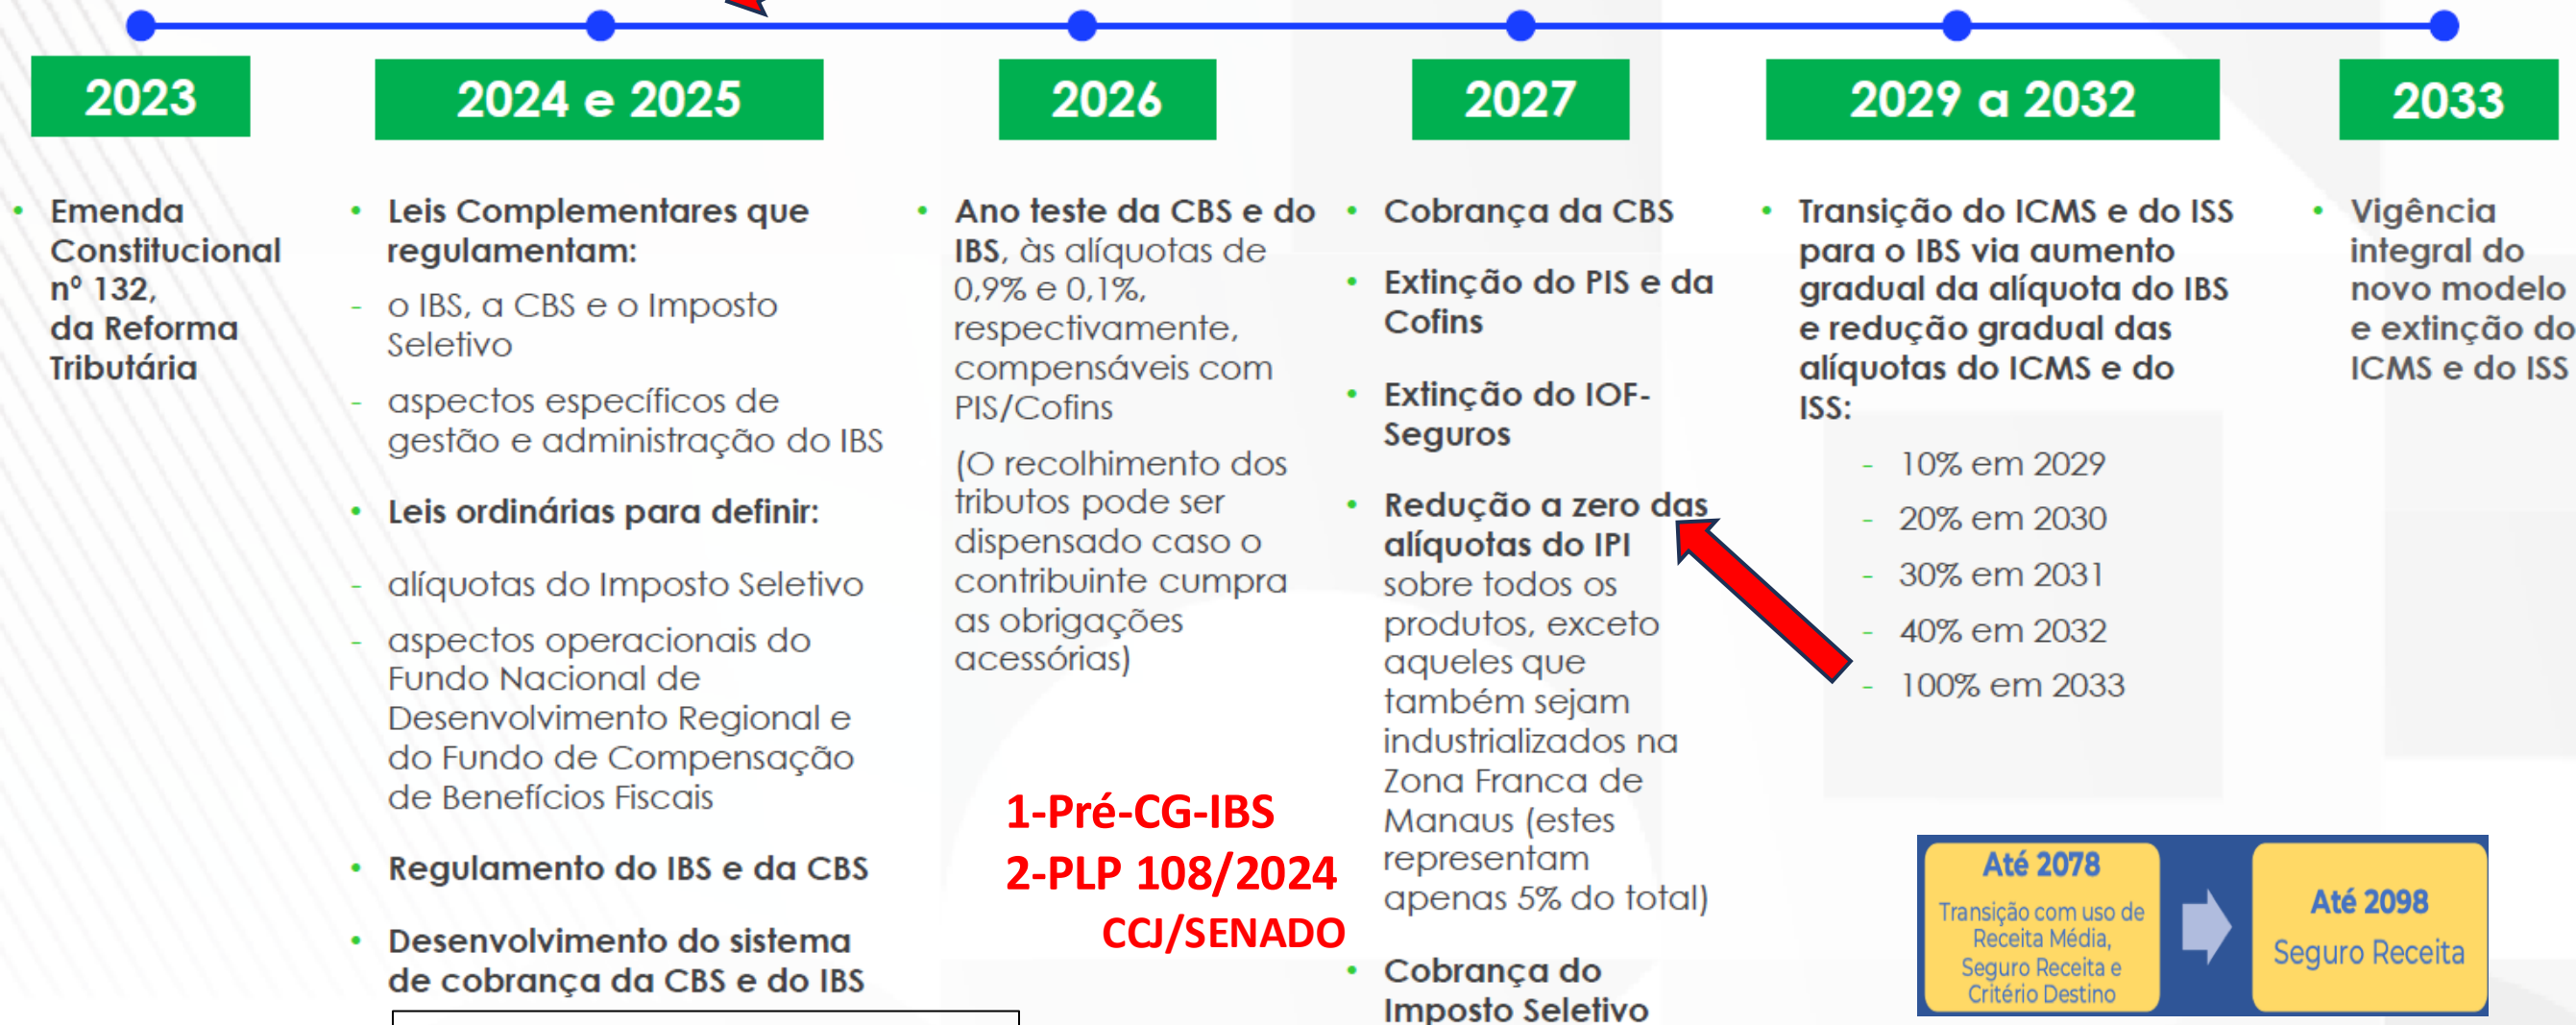 2023
Emenda
Constitucional
nº 132,
da Reforma
Tributária
2024 e 2025
• Leis Complementares que
regulamentam:
- o IBS, a CBS e o Imposto
Seletivo
- aspectos específicos de
gestão e administração do IBS
• Leis ordinárias para definir:
- alíquotas do Imposto Seletivo
- aspectos operacionais do
Fundo Nacional de
Desenvolvimento Regional e
do Fundo de Compensação
de Benefícios Fiscais
• Regulamento do IBS e da CBS
• Desenvolvimento do sistema
de cobrança da CBS e do IBS
2026
• Ano teste da CBS e do
IBS, às alíquotas de
0,9% e 0,1%,
respectivamente,
compensáveis com
PIS/Cofins
(O recolhimento dos
tributos pode ser
dispensado caso o
contribuinte cumpra
as obrigações
acessórias)
1-Pré-CG-IBS
2-PLP 108/2024
CCJ/SENADO
2027
• Cobrança da CBS
• Extinção do PIS e da
Cofins
• Extinção do IOF-
Seguros
• Redução a zero das
alíquotas do IPI
sobre todos os
produtos, exceto
aqueles que
também sejam
industrializados na
Zona Franca de
Manaus (estes
representam
apenas 5% do total)
• Cobrança do
Imposto Seletivo
2029 a 2032
• Transição do ICMS e do ISS
para o IBS via aumento
gradual da alíquota do IBS
e redução gradual das
alíquotas do ICMS e do
ISS:
- 10% em 2029
- 20% em 2030
- 30% em 2031
- 40% em 2032
- 100% em 2033
2033
• Vigência
integral do
novo modelo
e extinção do
ICMS e do ISS
Até 2078
Transição com uso de
Receita Média,
Seguro Receita e
Critério Destino
Até 2098
Seguro Receita